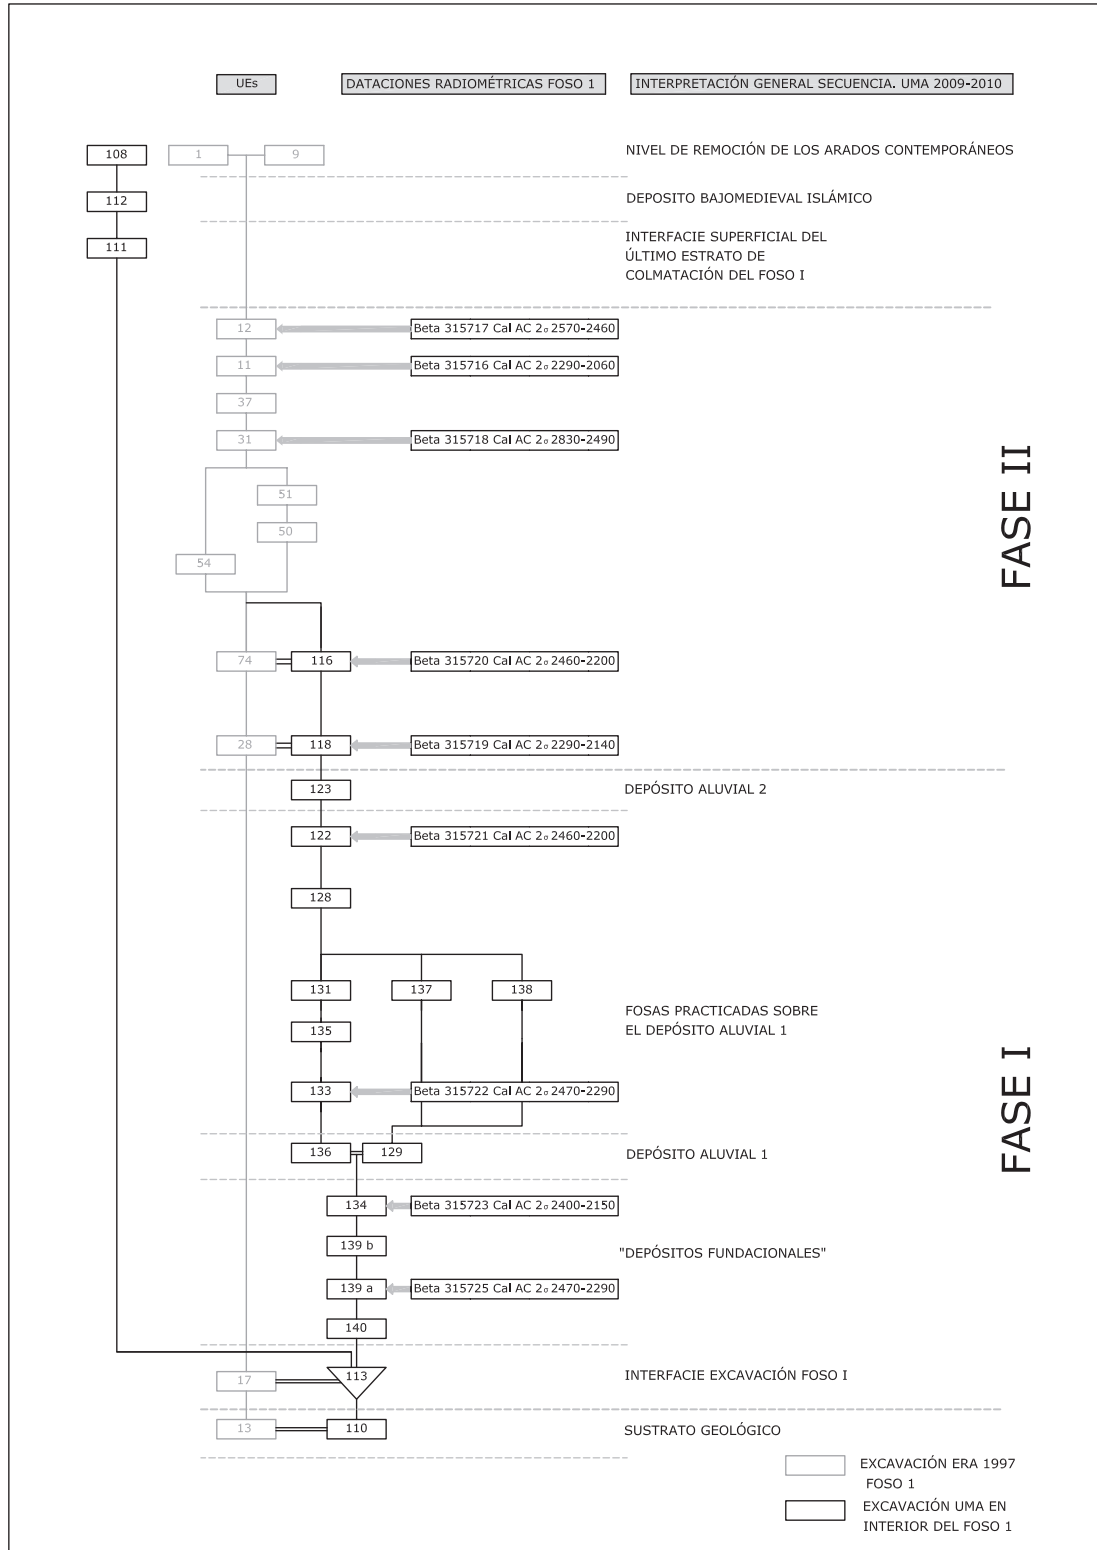 UEs
DATACIONES RADIOMÉTRICAS FOSO 1
INTERPRETACIÓN GENERAL SECUENCIA. UMA 2009-2010
108
1
9
NIVEL DE REMOCIÓN DE LOS ARADOS CONTEMPORÁNEOS
112
DEPOSITO BAJOMEDIEVAL ISLÁMICO
111
INTERFACIE SUPERFICIAL DEL
ÚLTIMO ESTRATO DE
COLMATACIÓN DEL FOSO I
12
Beta 315717 Cal AC 2σ 2570-2460
11
Beta 315716 Cal AC 2σ 2290-2060
37
31
Beta 315718 Cal AC 2σ 2830-2490
51
50
54
FASE II
74
116
Beta 315720 Cal AC 2σ 2460-2200
28
118
Beta 315719 Cal AC 2σ 2290-2140
123
DEPÓSITO ALUVIAL 2
122
Beta 315721 Cal AC 2σ 2460-2200
128
131
137
138
FOSAS PRACTICADAS SOBRE
EL DEPÓSITO ALUVIAL 1
135
133
Beta 315722 Cal AC 2σ 2470-2290
FASE I
136
129
DEPÓSITO ALUVIAL 1
134
Beta 315723 Cal AC 2σ 2400-2150
139 b
"DEPÓSITOS FUNDACIONALES"
139 a
Beta 315725 Cal AC 2σ 2470-2290
140
17
113
INTERFACIE EXCAVACIÓN FOSO I
13
110
SUSTRATO GEOLÓGICO
EXCAVACIÓN ERA 1997
FOSO 1
EXCAVACIÓN UMA EN
INTERIOR DEL FOSO 1